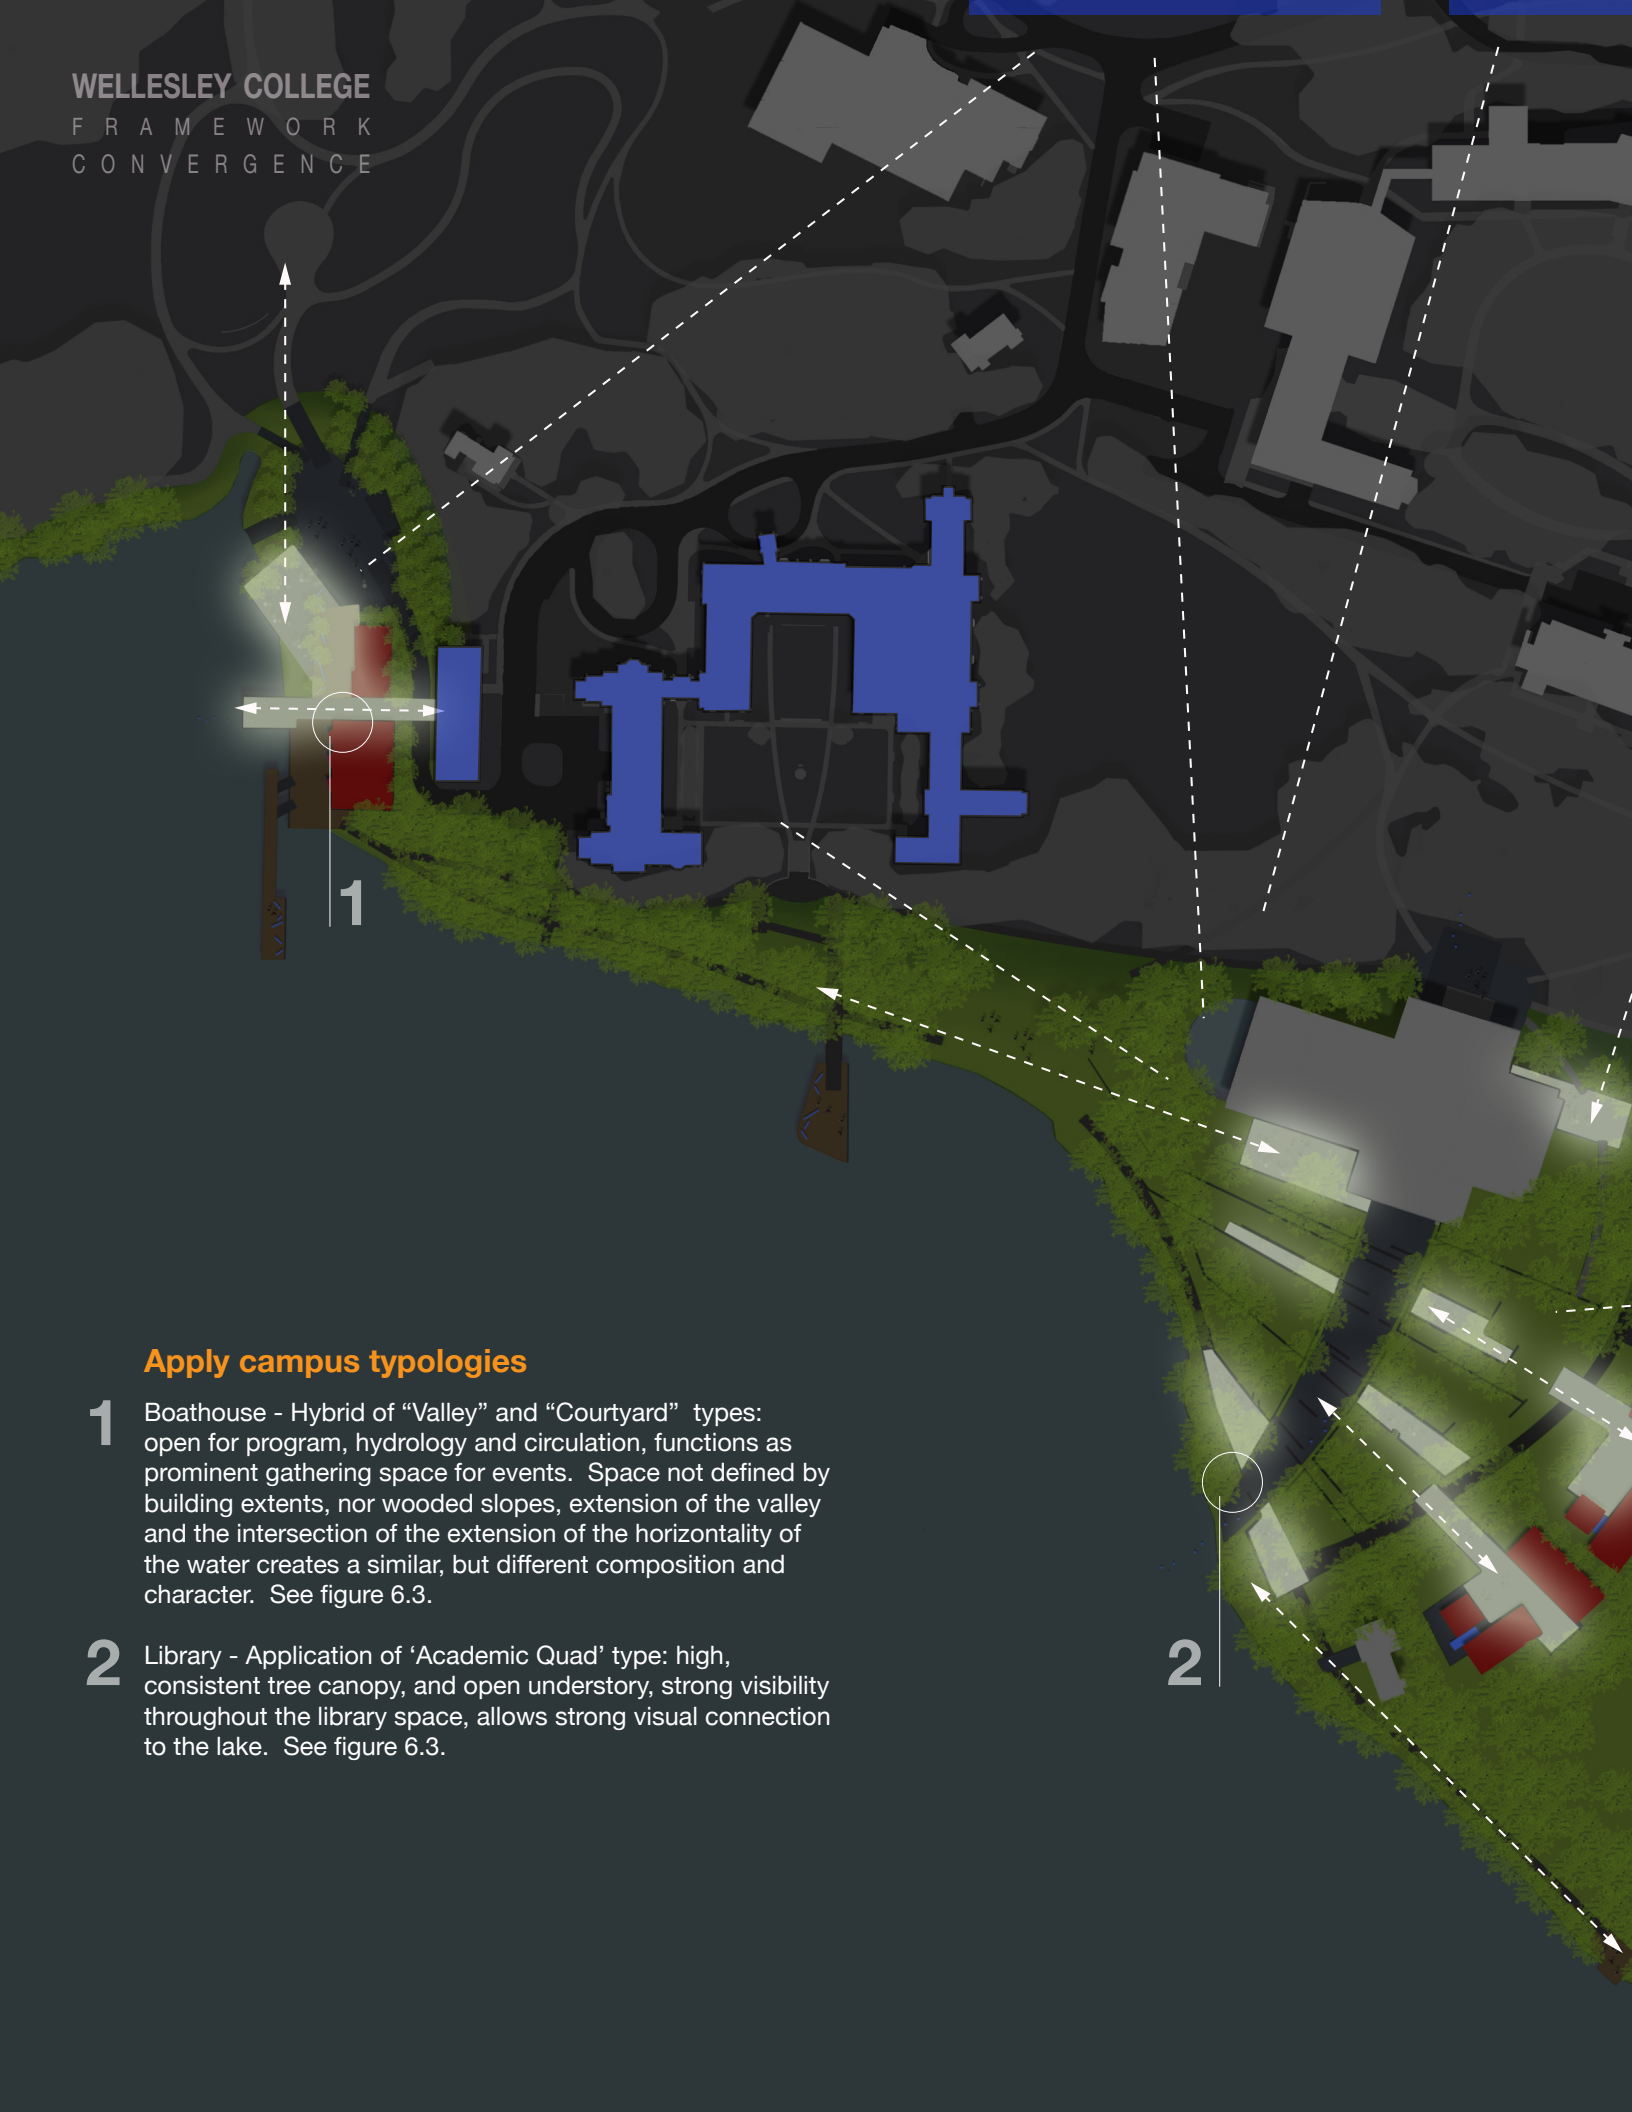 WELLESLEY COLLEGE
FRAMEWORK
CONVERGENCE
1
Apply campus typologies
1
Boathouse - Hybrid of “Valley” and “Courtyard”  types:
open for program, hydrology and circulation, functions as
prominent gathering space for events.  Space not defined by
building extents, nor wooded slopes, extension of the valley
and the intersection of the extension of the horizontality of
the water creates a similar, but different composition and
character.  See figure 6.3.
2
Library - Application of ‘Academic Quad’ type: high,
consistent tree canopy, and open understory, strong visibility
throughout the library space, allows strong visual connection
to the lake.  See figure 6.3.
2